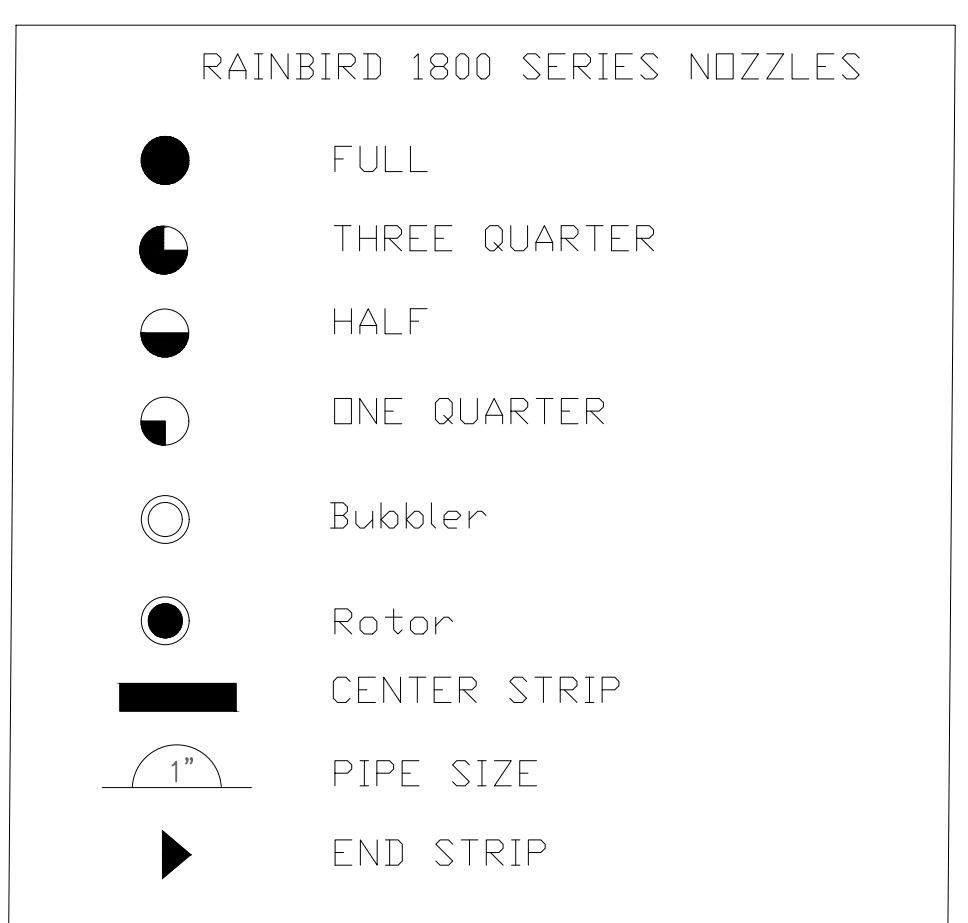 RAINBIRD 1800 SERIES NOZZLES
FULL
THREE QUARTER
HALF
ONE QUARTER
Bubbler
Rotor
CENTER STRIP
1" PIPE SIZE
END STRIP